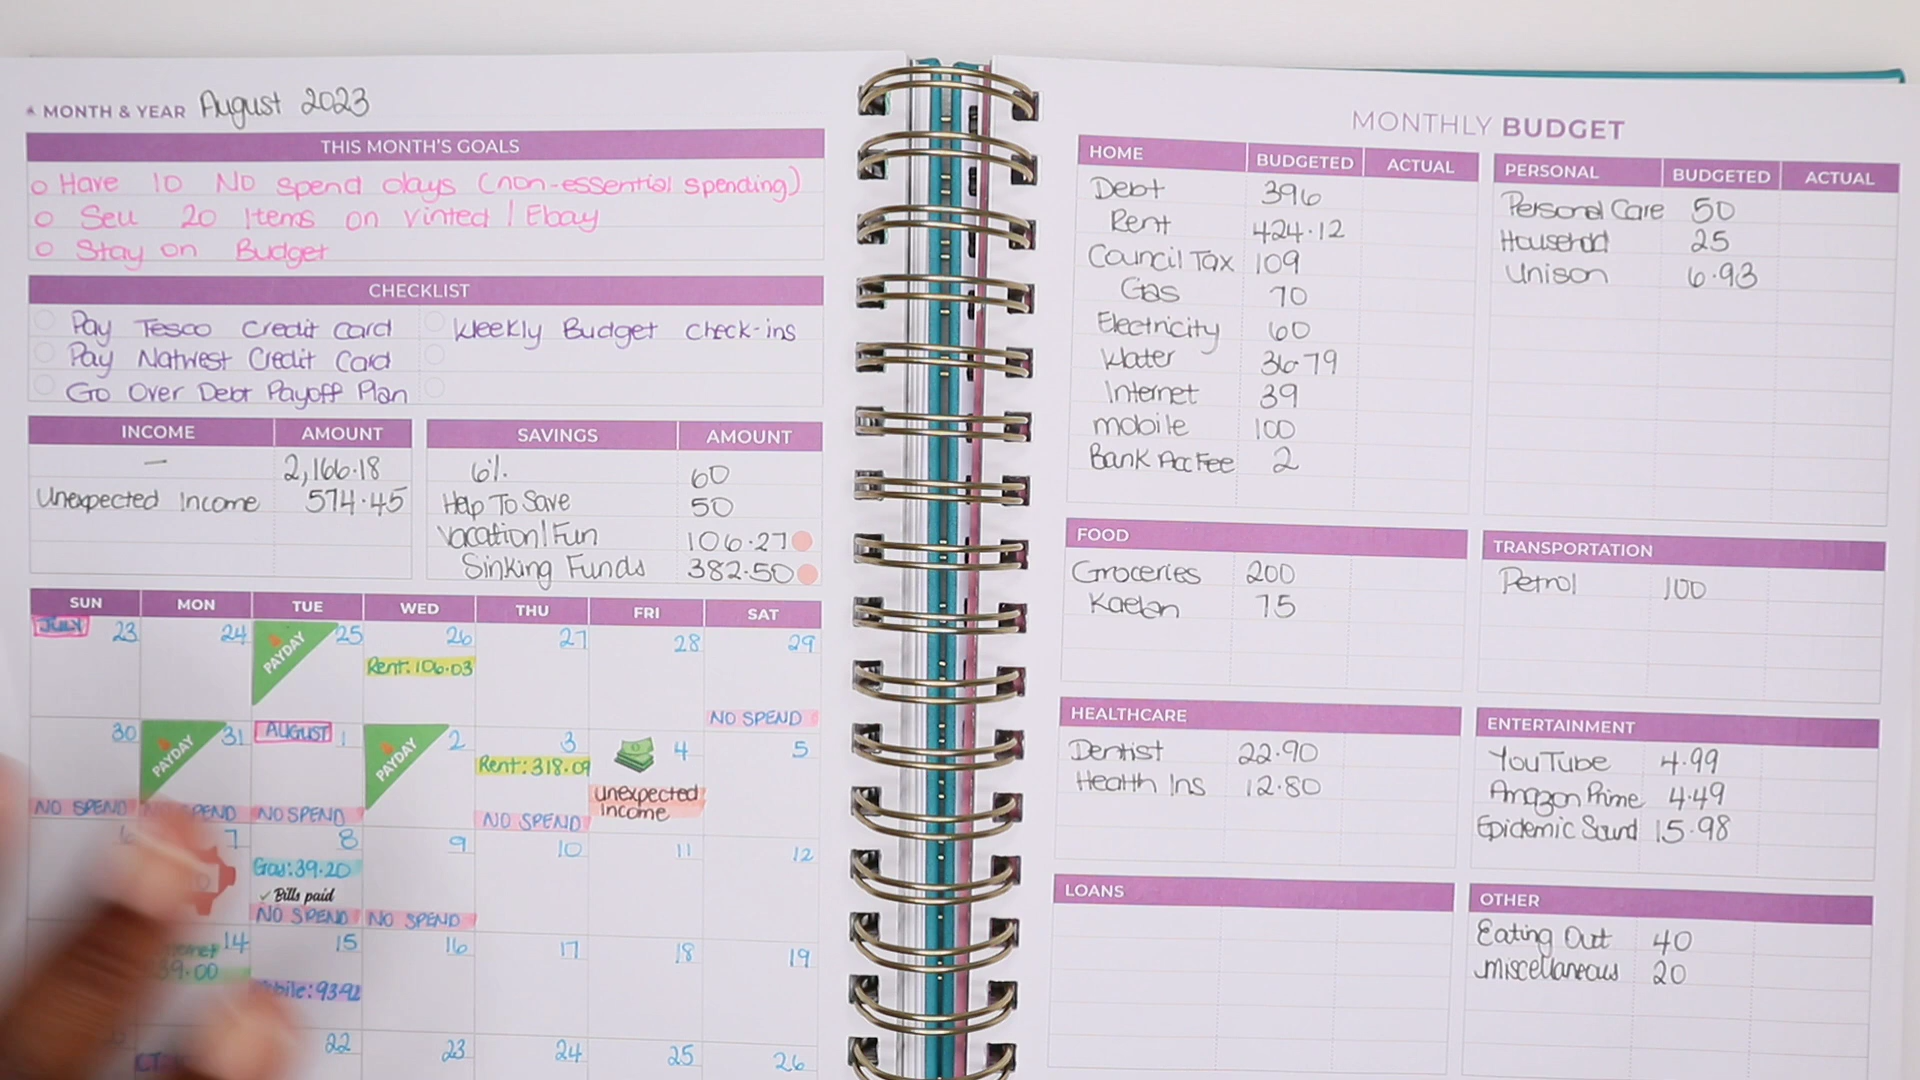 MONTH & YEAR August 2023
THIS MONTH'S GOALS
Have 10 No spend days (non-essential spending)
Sell 20 Items on Vinted | Ebay
Stay on Budget
CHECKLIST
Pay Tesco Credit Card
Weekly Budget Check-ins
Pay Natwest Credit Card
Go Over Debt Payoff Plan
INCOME AMOUNT
— 2,166.18
Unexpected Income 574.45
SAVINGS AMOUNT
6% 60
Help To Save 50
Vacation/Fun 106.27
Sinking Funds 382.50
SUN MON TUE WED THU FRI SAT
JULY 23 24 25 26 27 28 29
PAYDAY
Rent: 106.03
NO SPEND
30 31 AUGUST 1 2 3 4 5
PAYDAY PAYDAY
Rent: 318.09
unexpected
Income
NO SPEND SPEND NO SPEND NO SPEND
6 7 8 9 10 11 12
Gas: 39.20
✓ Bills paid
NO SPEND NO SPEND
14 15 16 17 18 19
39.00
93.92
22 23 24 25 26
MONTHLY BUDGET
HOME BUDGETED ACTUAL
Debt 396
Rent 424.12
Council Tax 109
Gas 70
Electricity 60
Water 36.79
Internet 39
mobile 100
Bank Acc Fee 2
PERSONAL BUDGETED ACTUAL
Personal Care 50
Household 25
Unison 6.93
FOOD
Groceries 200
Kaelan 75
TRANSPORTATION
Petrol 100
HEALTHCARE
Dentist 22.90
Health Ins 12.80
ENTERTAINMENT
YouTube 4.99
Amazon Prime 4.49
Epidemic Sound 15.98
LOANS
OTHER
Eating Out 40
miscellaneous 20